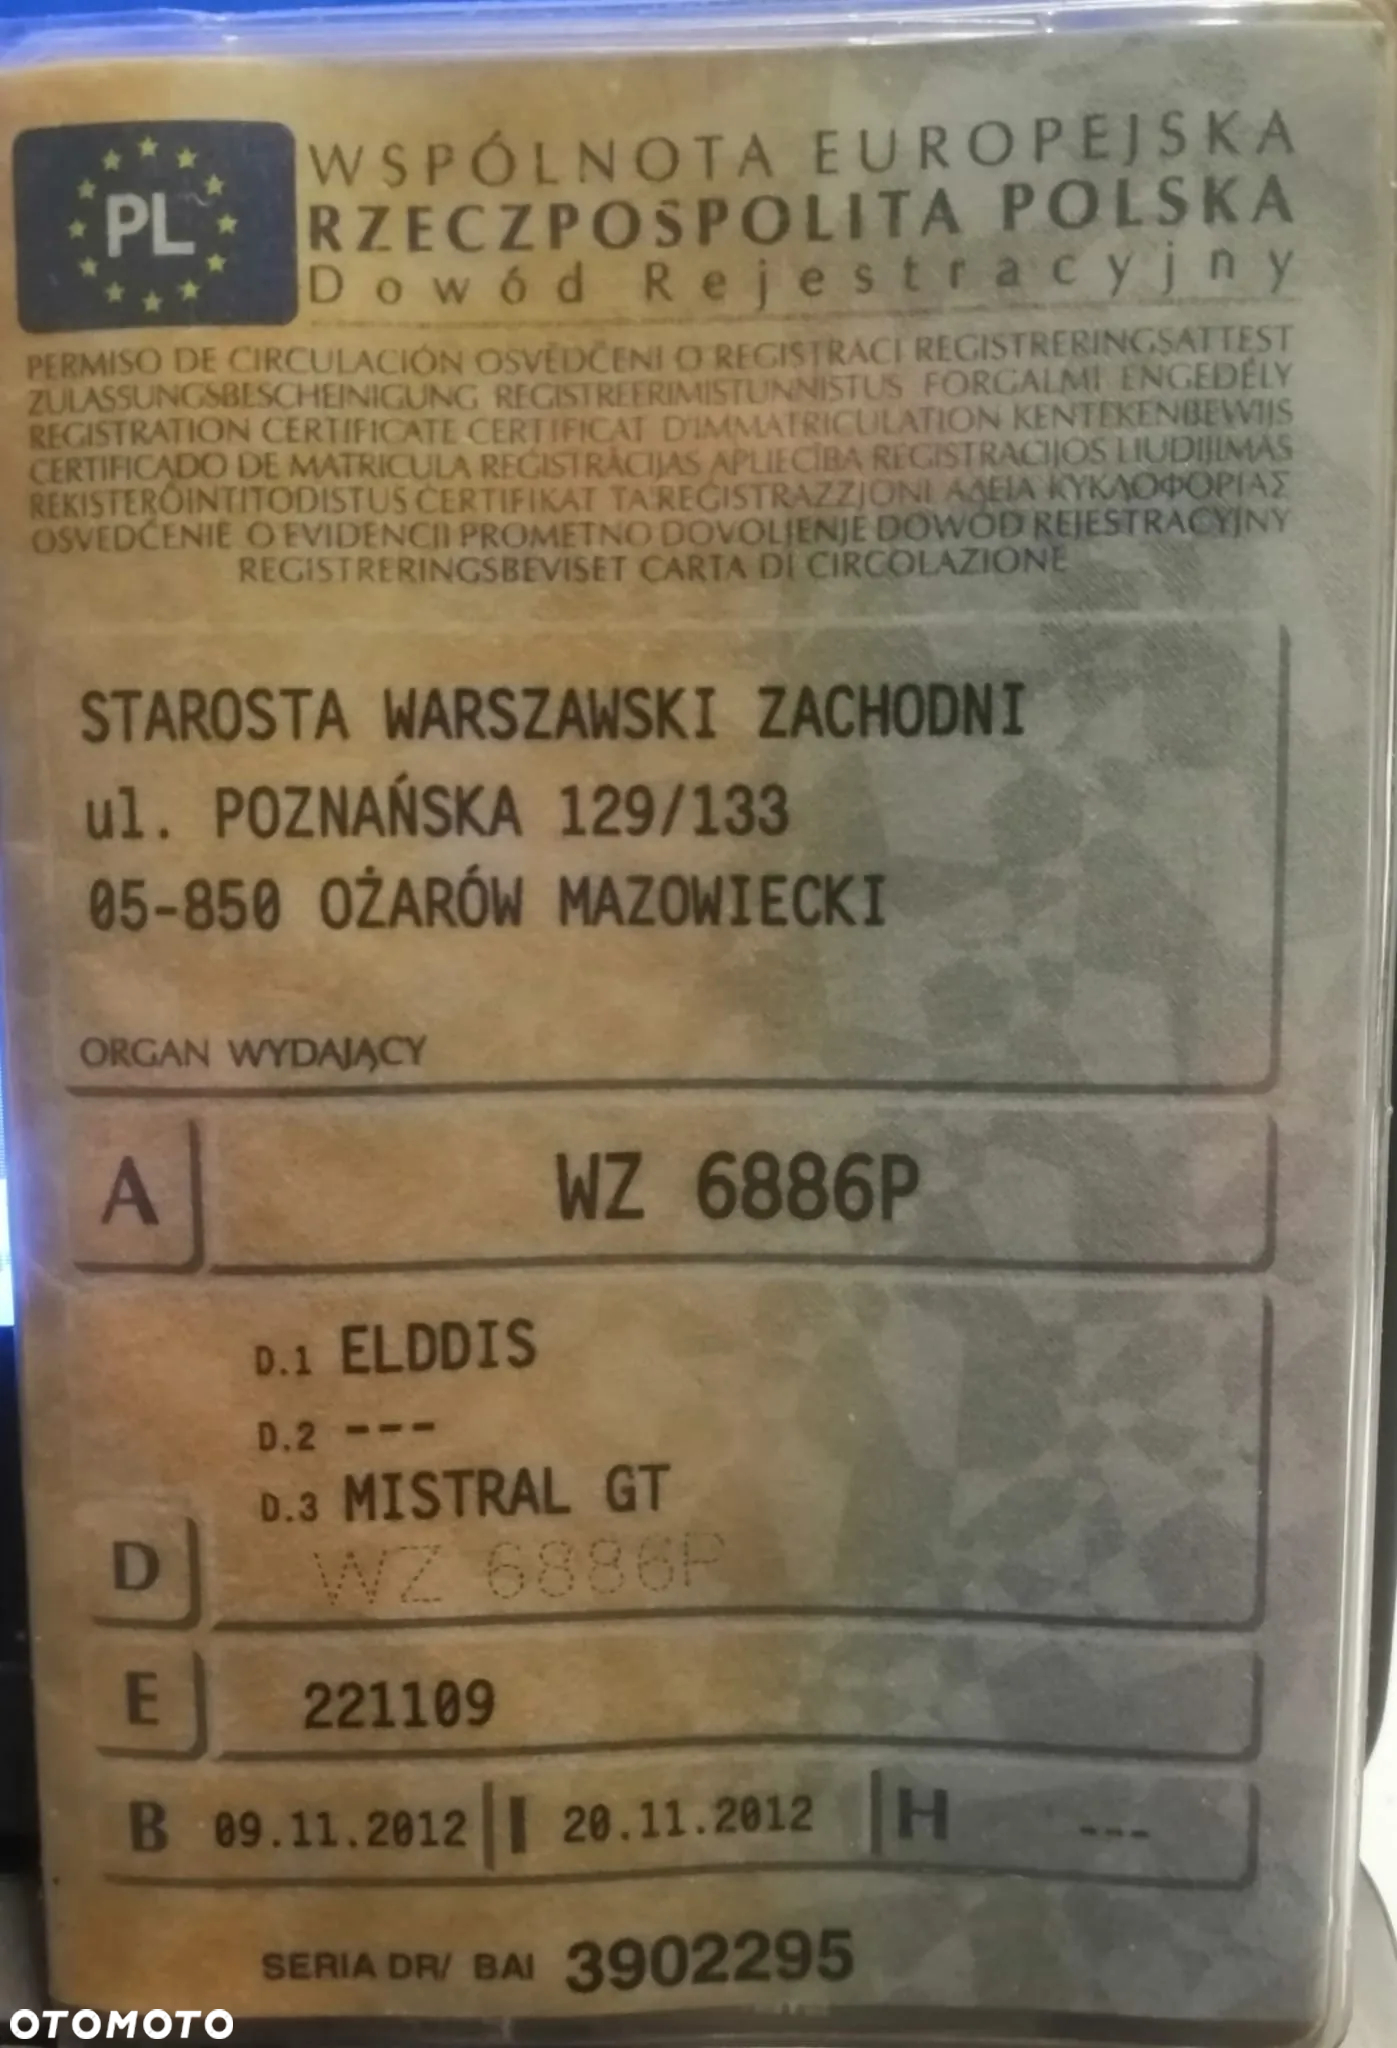 PL
WSPÓLNOTA EUROPEJSKA
RZECZPOSPOLITA POLSKA
Dowód Rejestracyjny
PERMISO DE CIRCULACIÓN OSVĚDČENI O REGISTRACI REGISTRERINGSATTEST
ZULASSUNGSBESCHEINIGUNG REGISTREERIMISTUNNISTUS FORGALMI ENGEDÉLY
REGISTRATION CERTIFICATE CERTIFICAT D'IMMATRICULATION KENTEKENBEWIJS
CERTIFICADO DE MATRICULA REGISTRĀCIJAS APLIECĪBA REGISTRACIJOS LIUDIJIMAS
REKISTERÖINTITODISTUS ĊERTIFIKAT TA'REĠISTRAZZJONI ΑΔΕΙΑ ΚΥΚΛΟΦΟΡΙΑΣ
OSVEDČENIE O EVIDENCII PROMETNO DOVOLJENJE DOWÓD REJESTRACYJNY
REGISTRERINGSBEVISET CARTA DI CIRCOLAZIONE
STAROSTA WARSZAWSKI ZACHODNI
ul. POZNAŃSKA 129/133
05-850 OŻARÓW MAZOWIECKI
ORGAN WYDAJĄCY
A WZ 6886P
D.1 ELDDIS
D.2 ---
D.3 MISTRAL GT
D WZ 6886P
E 221109
B 09.11.2012 I 20.11.2012 H ---
SERIA DR/ BAI 3902295
OTOMOTO